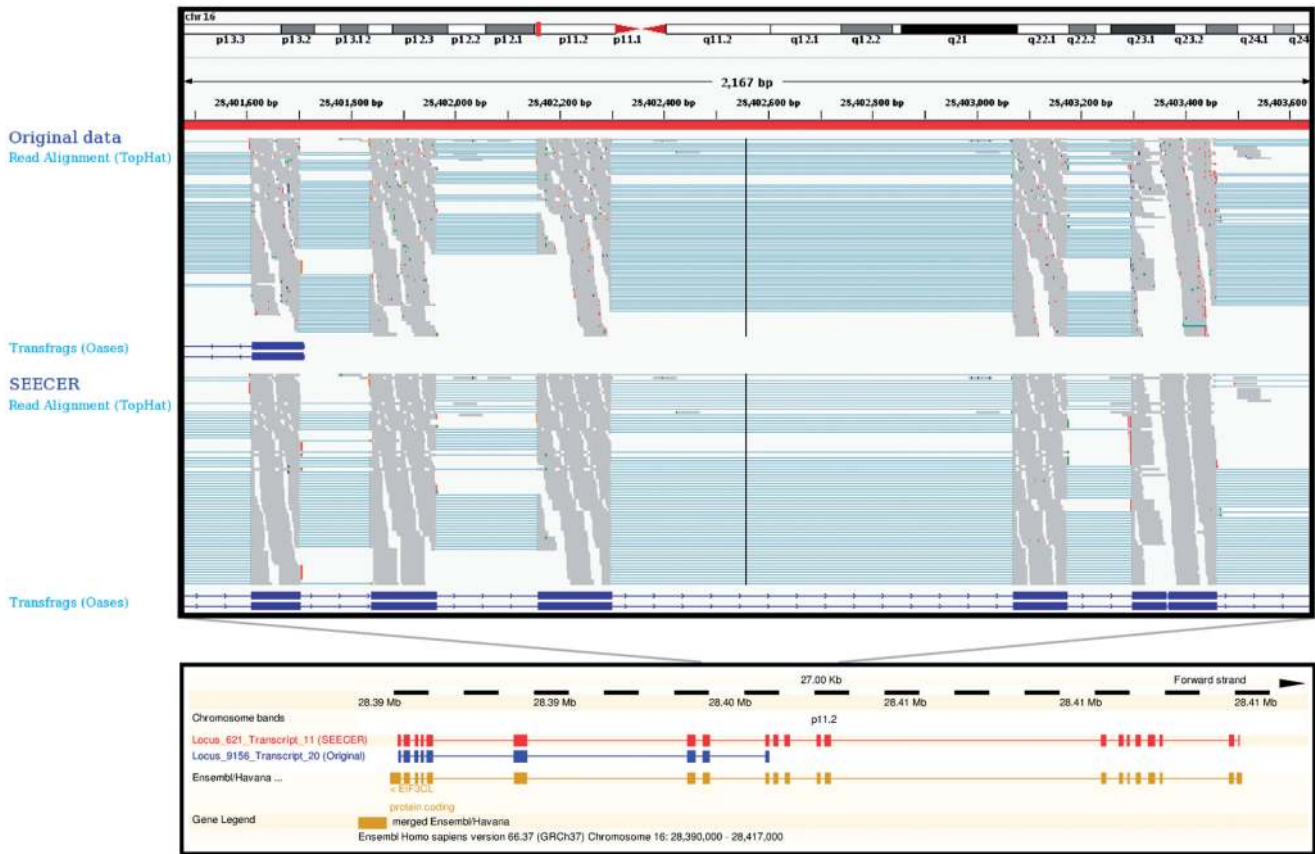 chr16
p13.3 p13.2 p13.12 p12.3 p12.2 p12.1 p11.2 p11.1 q11.2 q12.1 q12.2 q21 q22.1 q22.2 q23.1 q23.2 q24.1 q24
2,167 bp
28,401,600 bp 28,401,800 bp 28,402,000 bp 28,402,200 bp 28,402,400 bp 28,402,600 bp 28,402,800 bp 28,403,000 bp 28,403,200 bp 28,403,400 bp 28,403,600
Original data
Read Alignment (TopHat)
Transfrags (Oases)
SEECER
Read Alignment (TopHat)
Transfrags (Oases)
27.00 Kb Forward strand
28.39 Mb 28.39 Mb 28.40 Mb 28.41 Mb 28.41 Mb 28.41 Mb
Chromosome bands p11.2
Locus_621_Transcript_11 (SEECER)
Locus_9156_Transcript_20 (Original)
Ensembl/Havana ...
< EIF3CL
protein coding
Gene Legend merged Ensembl/Havana
Ensembl Homo sapiens version 66.37 (GRCh37) Chromosome 16: 28,390,000 - 28,417,000